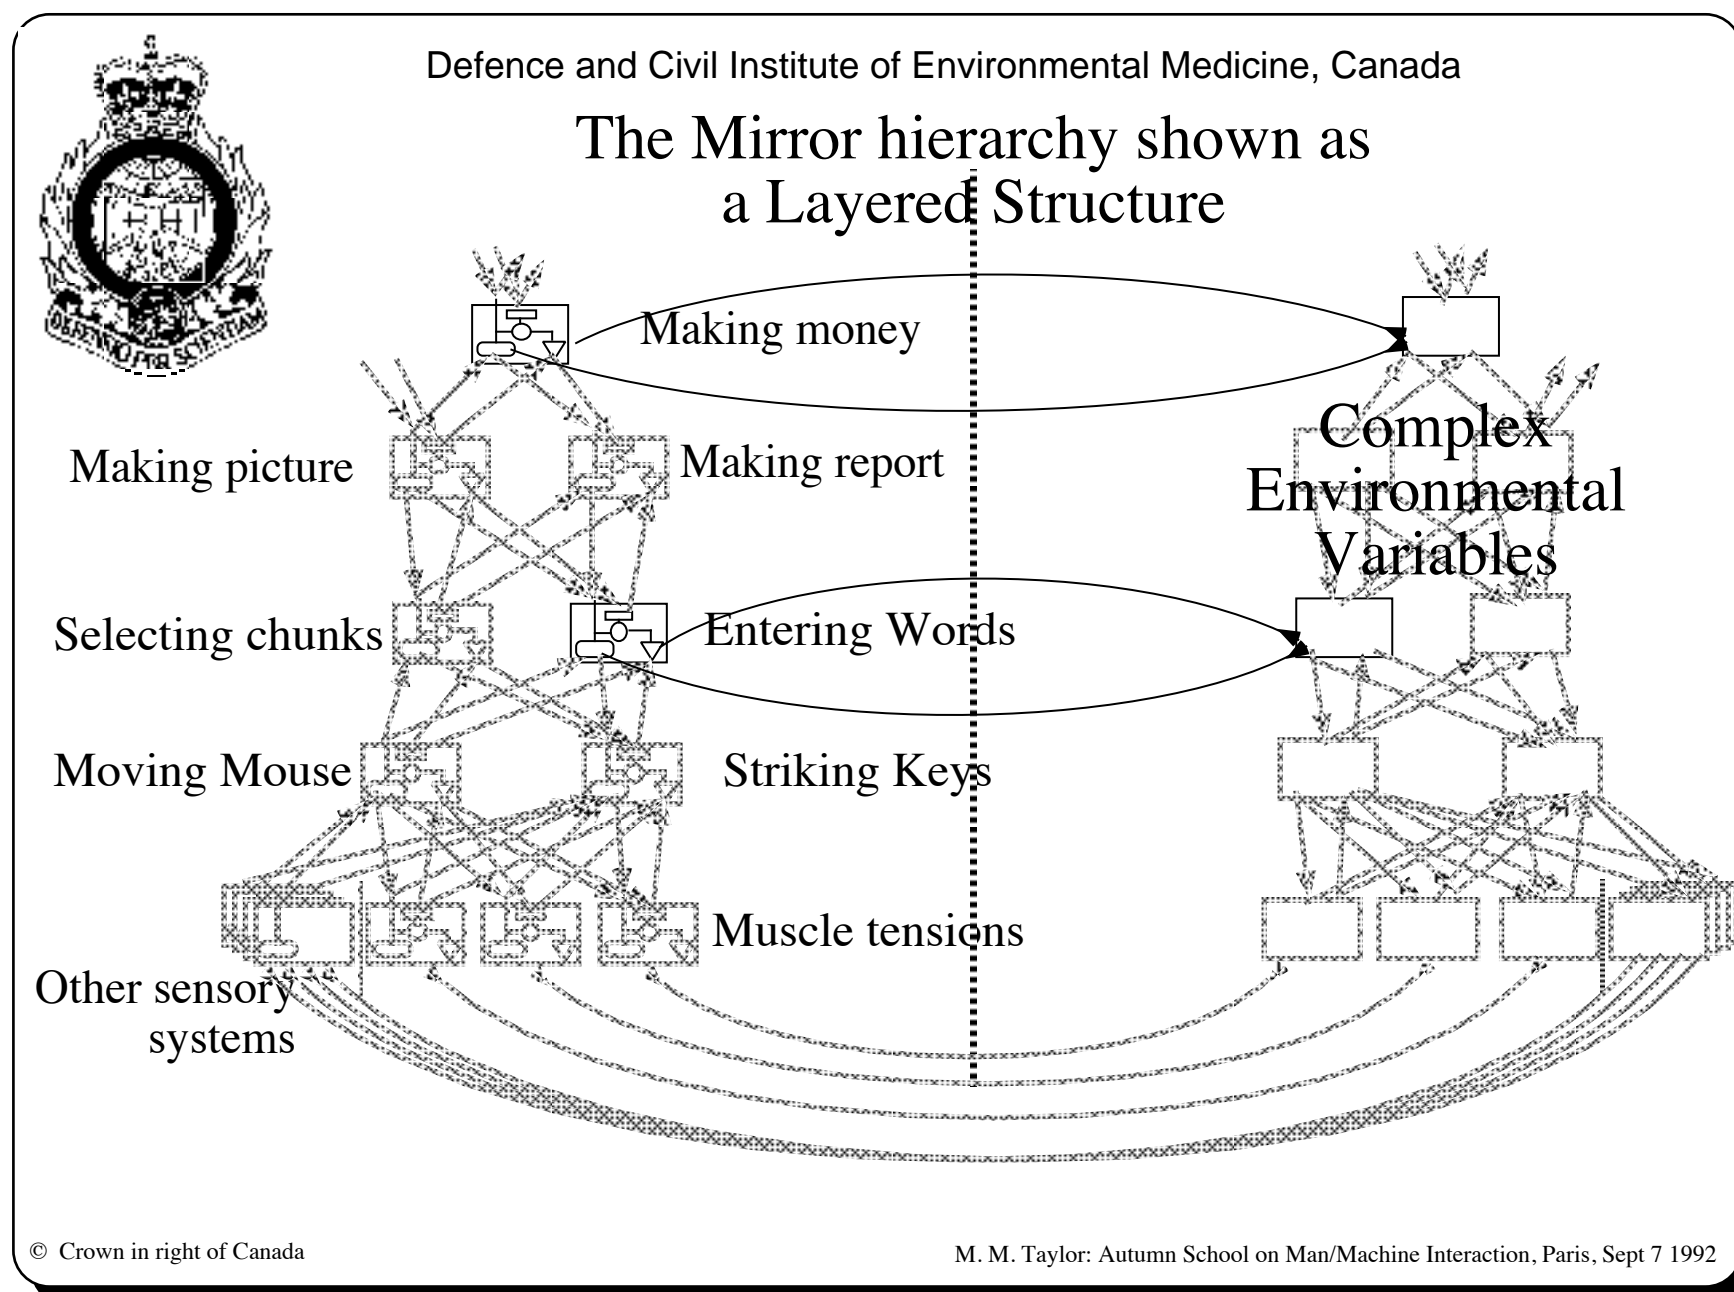 Defence and Civil Institute of Environmental Medicine, Canada
The Mirror hierarchy shown as
a Layered Structure
Making money
Making picture
Making report
Complex
Environmental
Variables
Selecting chunks
Entering Words
Moving Mouse
Striking Keys
Muscle tensions
Other sensory
systems
© Crown in right of Canada
M. M. Taylor: Autumn School on Man/Machine Interaction, Paris, Sept 7 1992